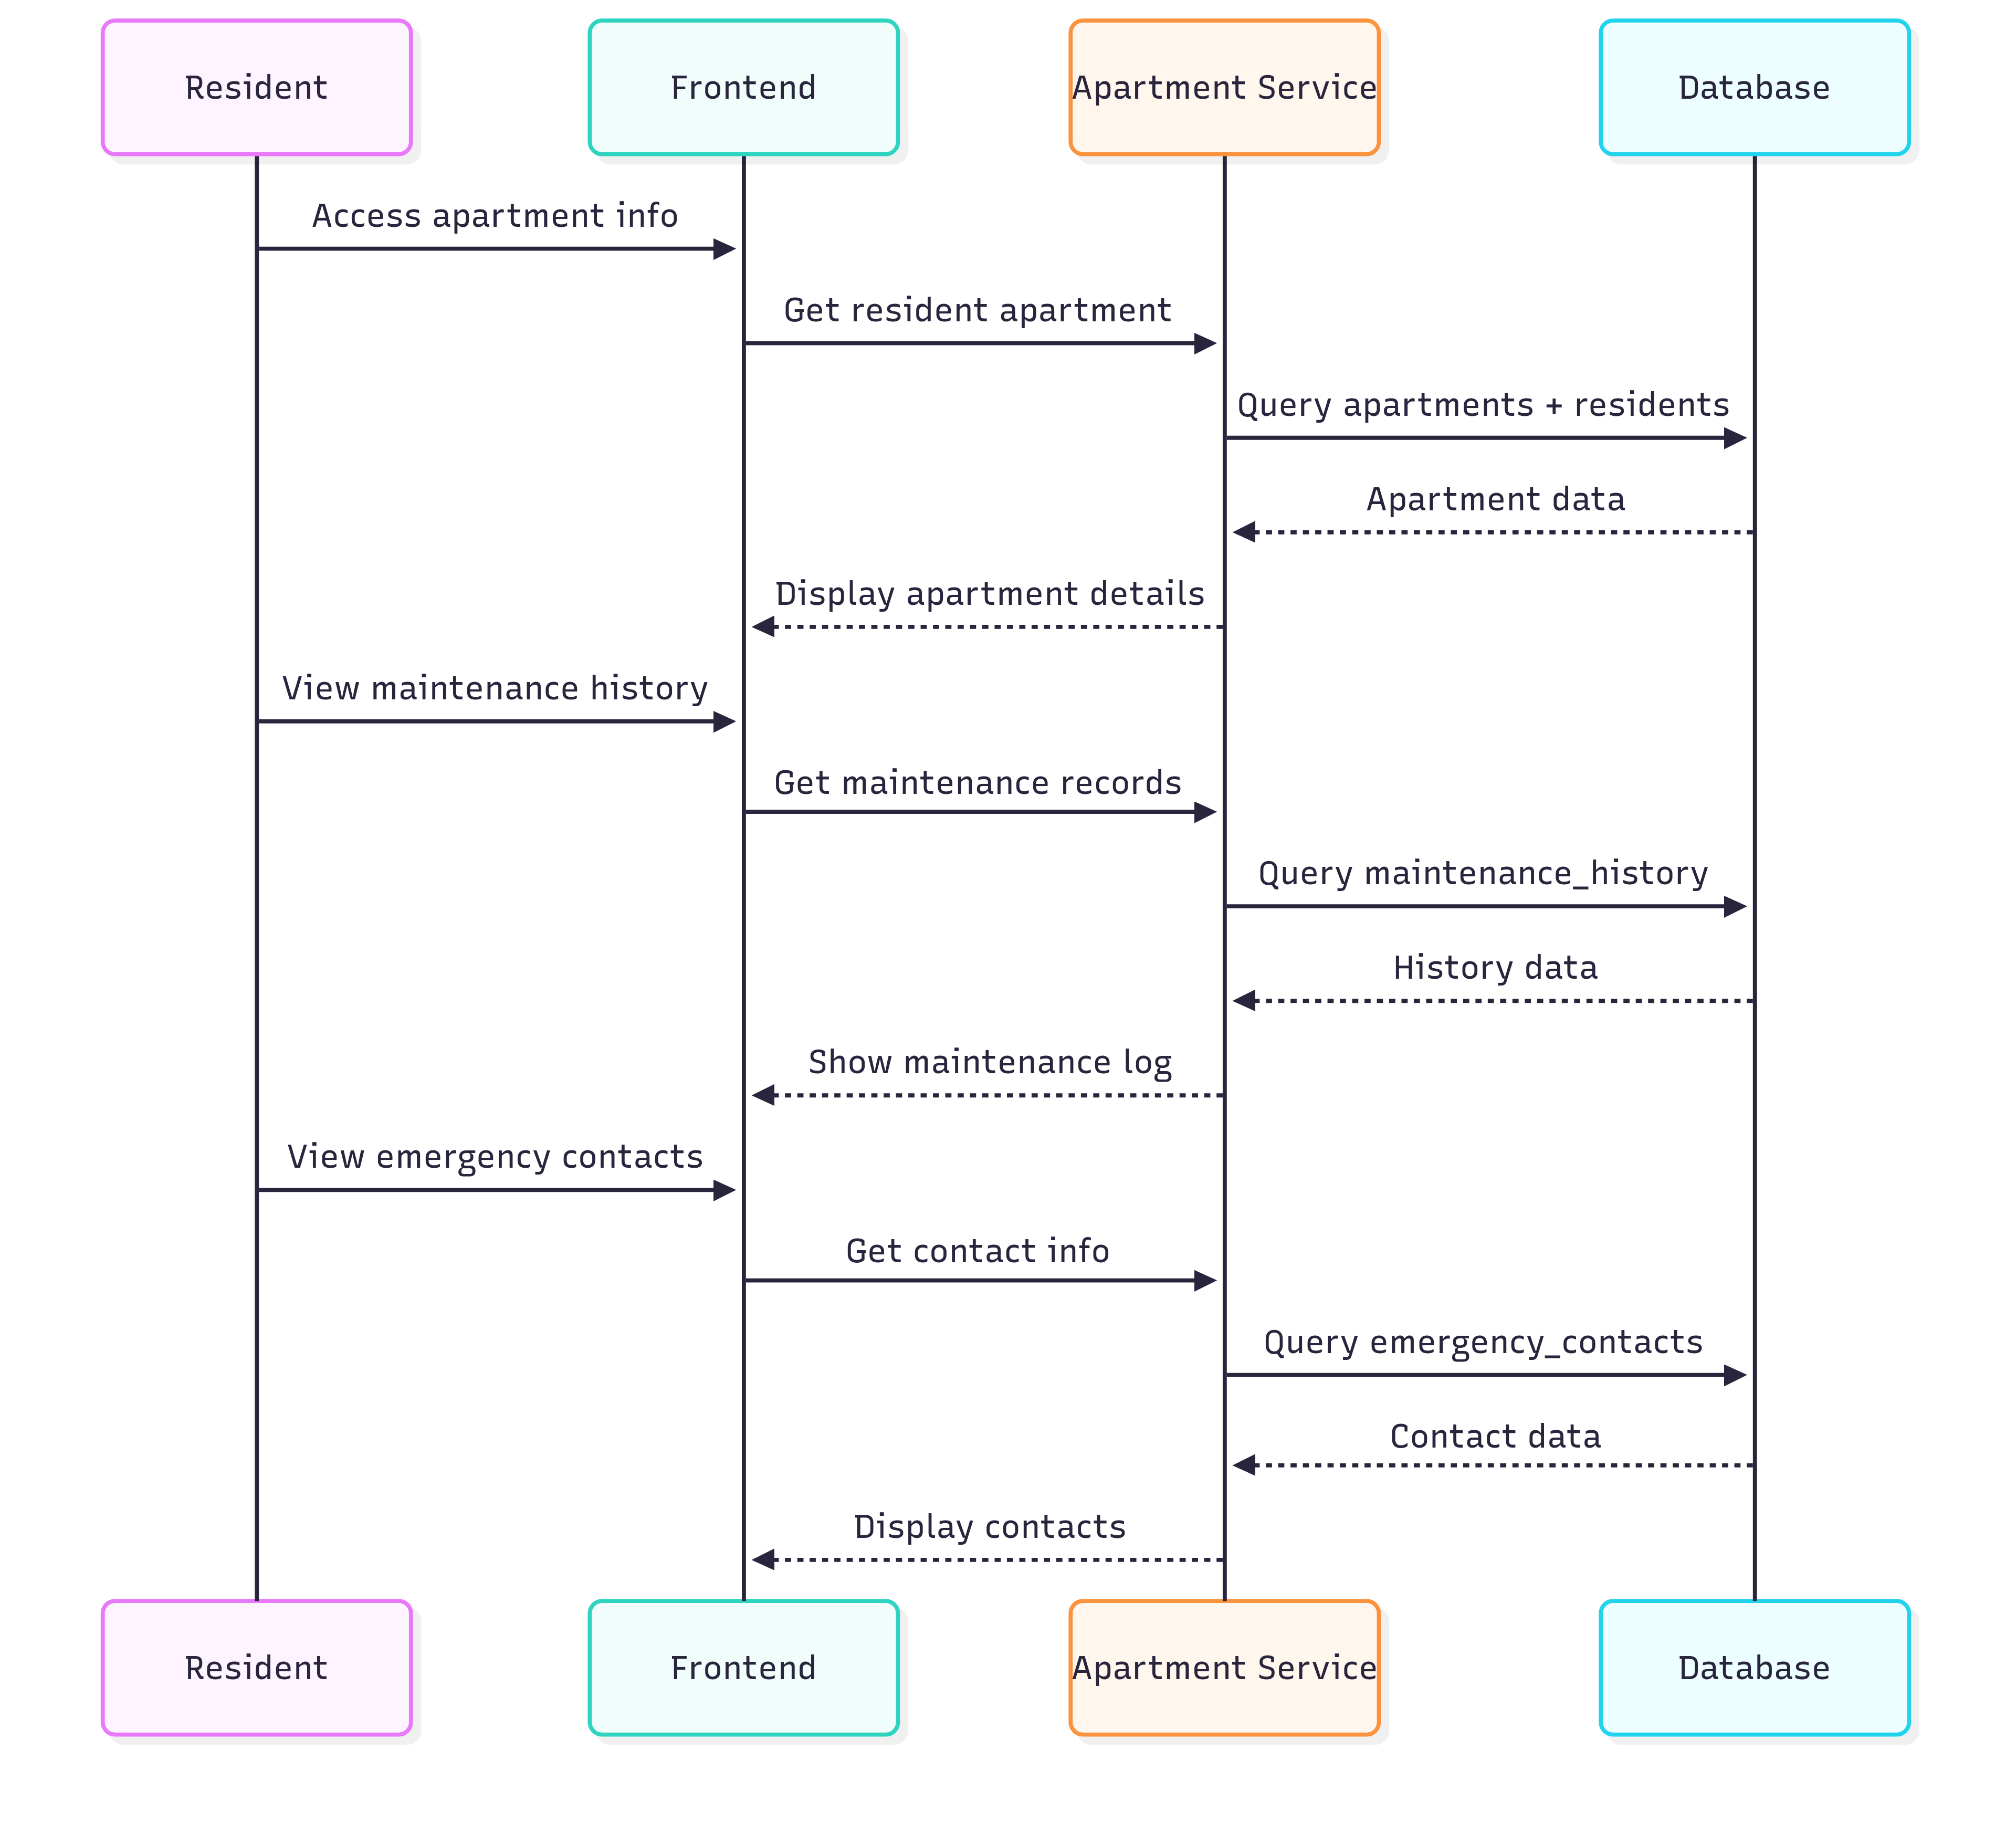 Resident
Frontend
Apartment Service
Database
Access apartment info
Get resident apartment
Query apartments + residents
Apartment data
Display apartment details
View maintenance history
Get maintenance records
Query maintenance_history
History data
Show maintenance log
View emergency contacts
Get contact info
Query emergency_contacts
Contact data
Display contacts
Resident
Frontend
Apartment Service
Database